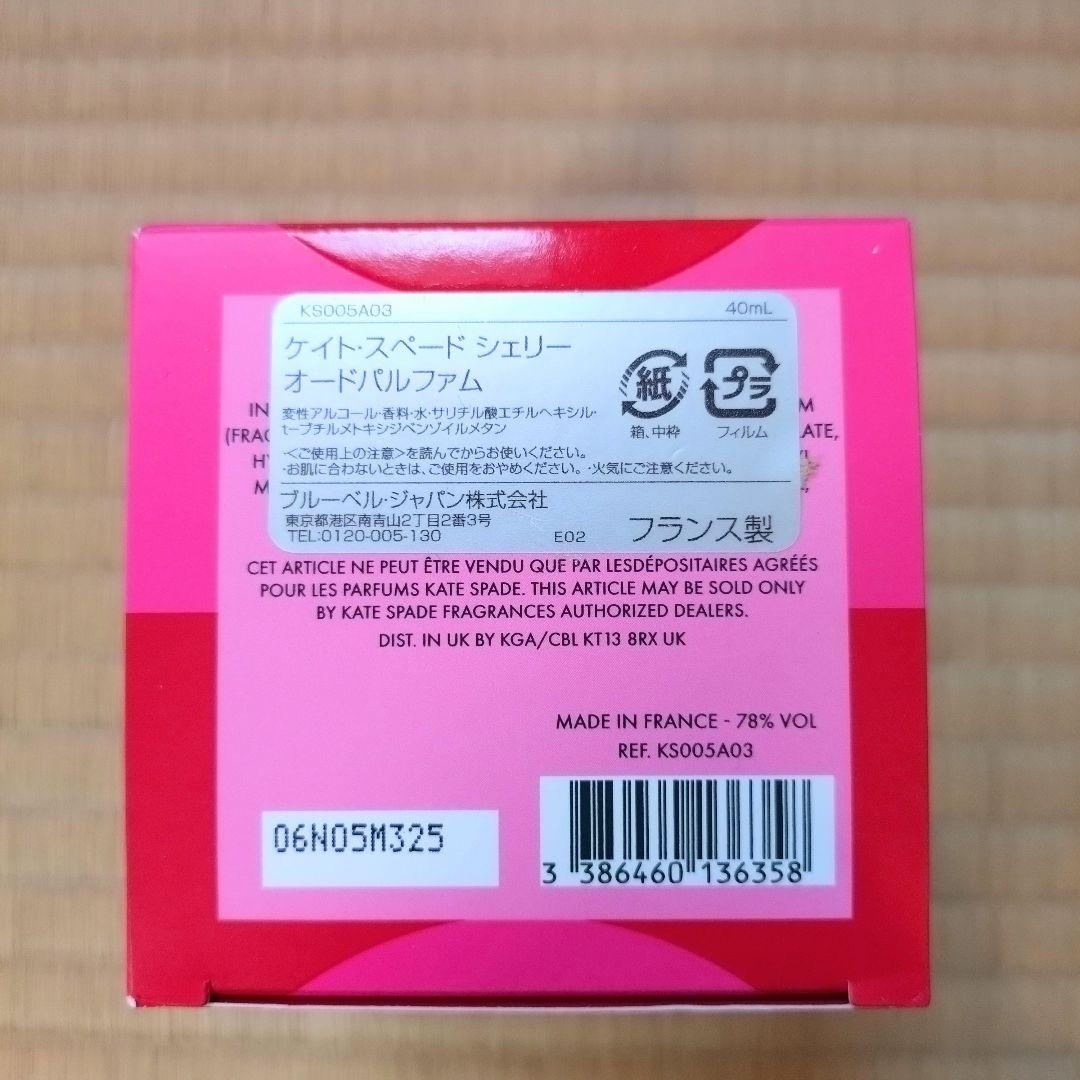 KS005A03 40mL
ケイト・スペード シェリー
オードパルファム
変性アルコール・香料・水・サリチル酸エチルヘキシル・
t-ブチルメトキシジベンゾイルメタン
<ご使用上の注意>を読んでからお使いください。
・お肌に合わないときは、ご使用をおやめください。・火気にご注意ください。
紙
箱、中枠
プラ
フィルム
ブルーベル・ジャパン株式会社
東京都港区南青山2丁目2番3号
TEL:0120-005-130 E02 フランス製
CET ARTICLE NE PEUT ÊTRE VENDU QUE PAR LESDÉPOSITAIRES AGRÉÉS
POUR LES PARFUMS KATE SPADE. THIS ARTICLE MAY BE SOLD ONLY
BY KATE SPADE FRAGRANCES AUTHORIZED DEALERS.
DIST. IN UK BY KGA/CBL KT13 8RX UK
MADE IN FRANCE - 78% VOL
REF. KS005A03
06N05M325
3 386460 136358